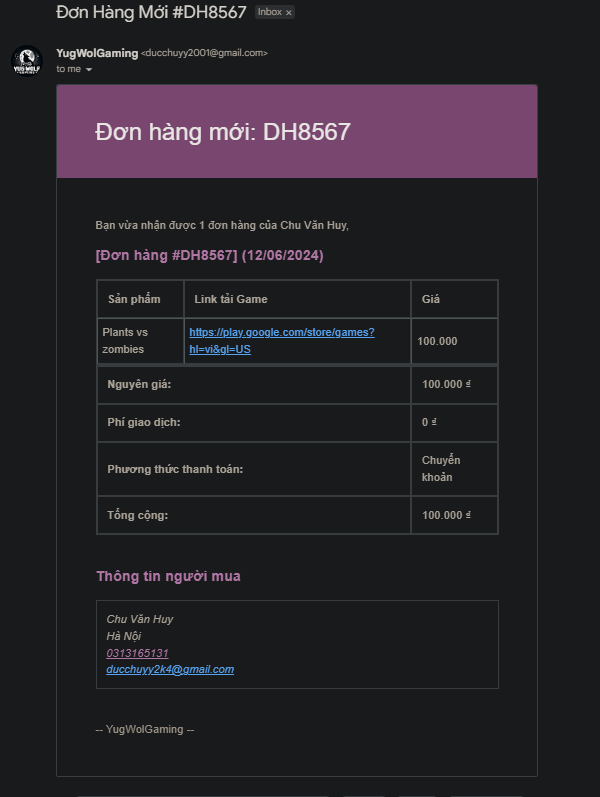 Đơn Hàng Mới #DH8567 Inbox ×
YugWolGaming <ducchuyy2001@gmail.com>
to me
YUG WOLF
GAMING
Đơn hàng mới: DH8567
Bạn vừa nhận được 1 đơn hàng của Chu Văn Huy,
[Đơn hàng #DH8567] (12/06/2024)
Sản phẩm Link tải Game Giá
Plants vs
zombies
https://play.google.com/store/games?
hl=vi&gl=US
100.000
Nguyên giá: 100.000 đ
Phí giao dịch: 0 đ
Phương thức thanh toán: Chuyển
khoản
Tổng cộng: 100.000 đ
Thông tin người mua
Chu Văn Huy
Hà Nội
0313165131
ducchuyy2k4@gmail.com
-- YugWolGaming --